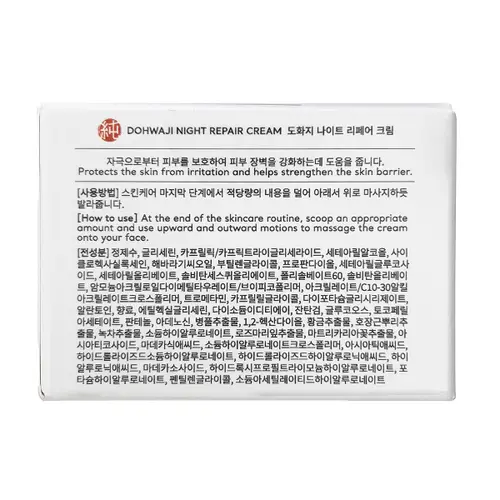 純 DOHWAJI NIGHT REPAIR CREAM 도화지 나이트 리페어 크림
자극으로부터 피부를 보호하여 피부 장벽을 강화하는데 도움을 줍니다.
Protects the skin from irritation and helps strengthen the skin barrier.
[사용방법] 스킨케어 마지막 단계에서 적당량의 내용을 덜어 아래서 위로 마사지하듯
발라줍니다.
[How to use] At the end of the skincare routine, scoop an appropriate
amount and use upward and outward motions to massage the cream
onto your face.
[전성분] 정제수, 글리세린, 카프릴릭/카프릭트라이글리세라이드, 세테아릴알코올, 사이
클로헥사실록세인, 해바라기씨오일, 부틸렌글라이콜, 프로판다이올, 세테아릴글루코사
이드, 세테아릴올리베이트, 팔미틱애씨드, 스테아릭애씨드, 폴리솔베이트60, 솔비탄올리베이
트, 암모늄아크릴로일다이메틸타우레이트/브이피코폴리머, 아크릴레이트/C10-30알킬
아크릴레이트크로스폴리머, 트로메타민, 카프릴릴글라이콜, 다이포타슘글리시리제이트,
알란토인, 향료, 에틸헥실글리세린, 다이소듐이디티에이, 잔탄검, 글루코오스, 토코페릴
아세테이트, 판테놀, 아데노신, 병풀추출물, 1,2-헥산다이올, 황금추출물, 호장근뿌리추
출물, 녹차추출물, 소듐하이알루로네이트, 로즈마리잎추출물, 마트리카리아꽃추출물, 아
시아티코사이드, 마데카식애씨드, 소듐하이알루로네이트크로스폴리머, 아시아틱애씨드,
하이드롤라이즈드소듐하이알루로네이트, 하이드롤라이즈드하이알루로닉애씨드, 하이
알루로닉애씨드, 마데카소사이드, 하이드록시프로필트라이모늄하이알루로네이트, 포
타슘하이알루로네이트, 펜틸렌글라이콜, 소듐아세틸레이티드하이알루로네이트